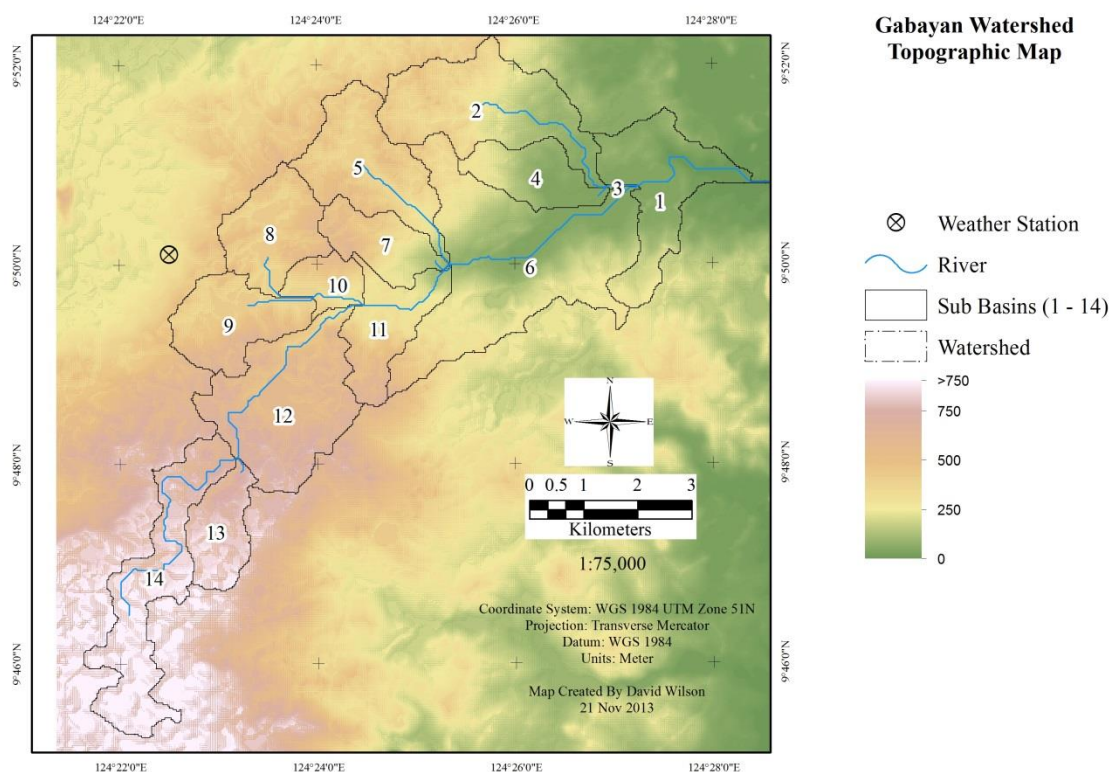 Gabayan Watershed
Topographic Map
124°22'0"E 124°24'0"E 124°26'0"E 124°28'0"E
9°52'0"N 9°52'0"N
2
5
4
3
1
8
7
9°50'0"N 9°50'0"N
6
10
9
11
12
9°48'0"N 9°48'0"N
13
14
9°46'0"N 9°46'0"N
124°22'0"E 124°24'0"E 124°26'0"E 124°28'0"E
N
W E
S
0 0.5 1 2 3
Kilometers
1:75,000
Coordinate System: WGS 1984 UTM Zone 51N
Projection: Transverse Mercator
Datum: WGS 1984
Units: Meter
Map Created By David Wilson
21 Nov 2013
Weather Station
River
Sub Basins (1 - 14)
Watershed
>750
750
500
250
0